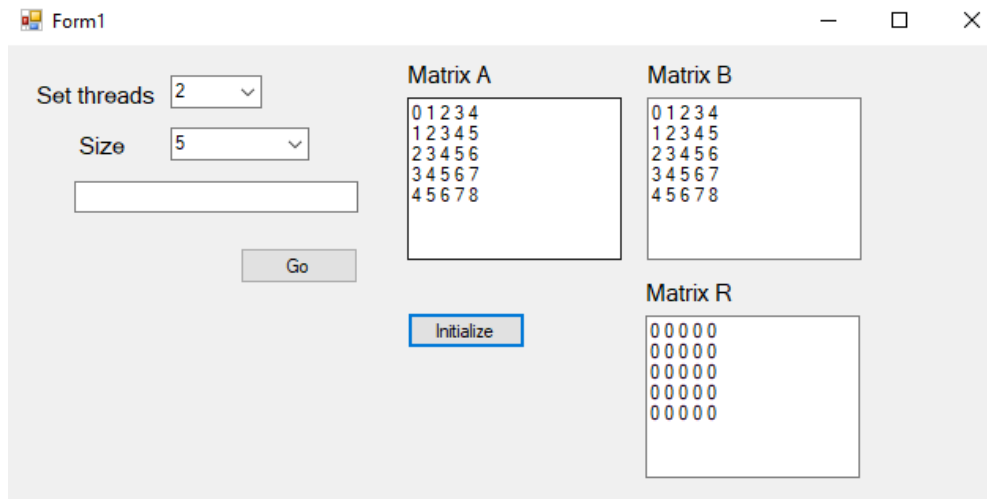 Form1
Set threads 2
Size 5
Go
Matrix A
0 1 2 3 4
1 2 3 4 5
2 3 4 5 6
3 4 5 6 7
4 5 6 7 8
Initialize
Matrix B
0 1 2 3 4
1 2 3 4 5
2 3 4 5 6
3 4 5 6 7
4 5 6 7 8
Matrix R
0 0 0 0 0
0 0 0 0 0
0 0 0 0 0
0 0 0 0 0
0 0 0 0 0